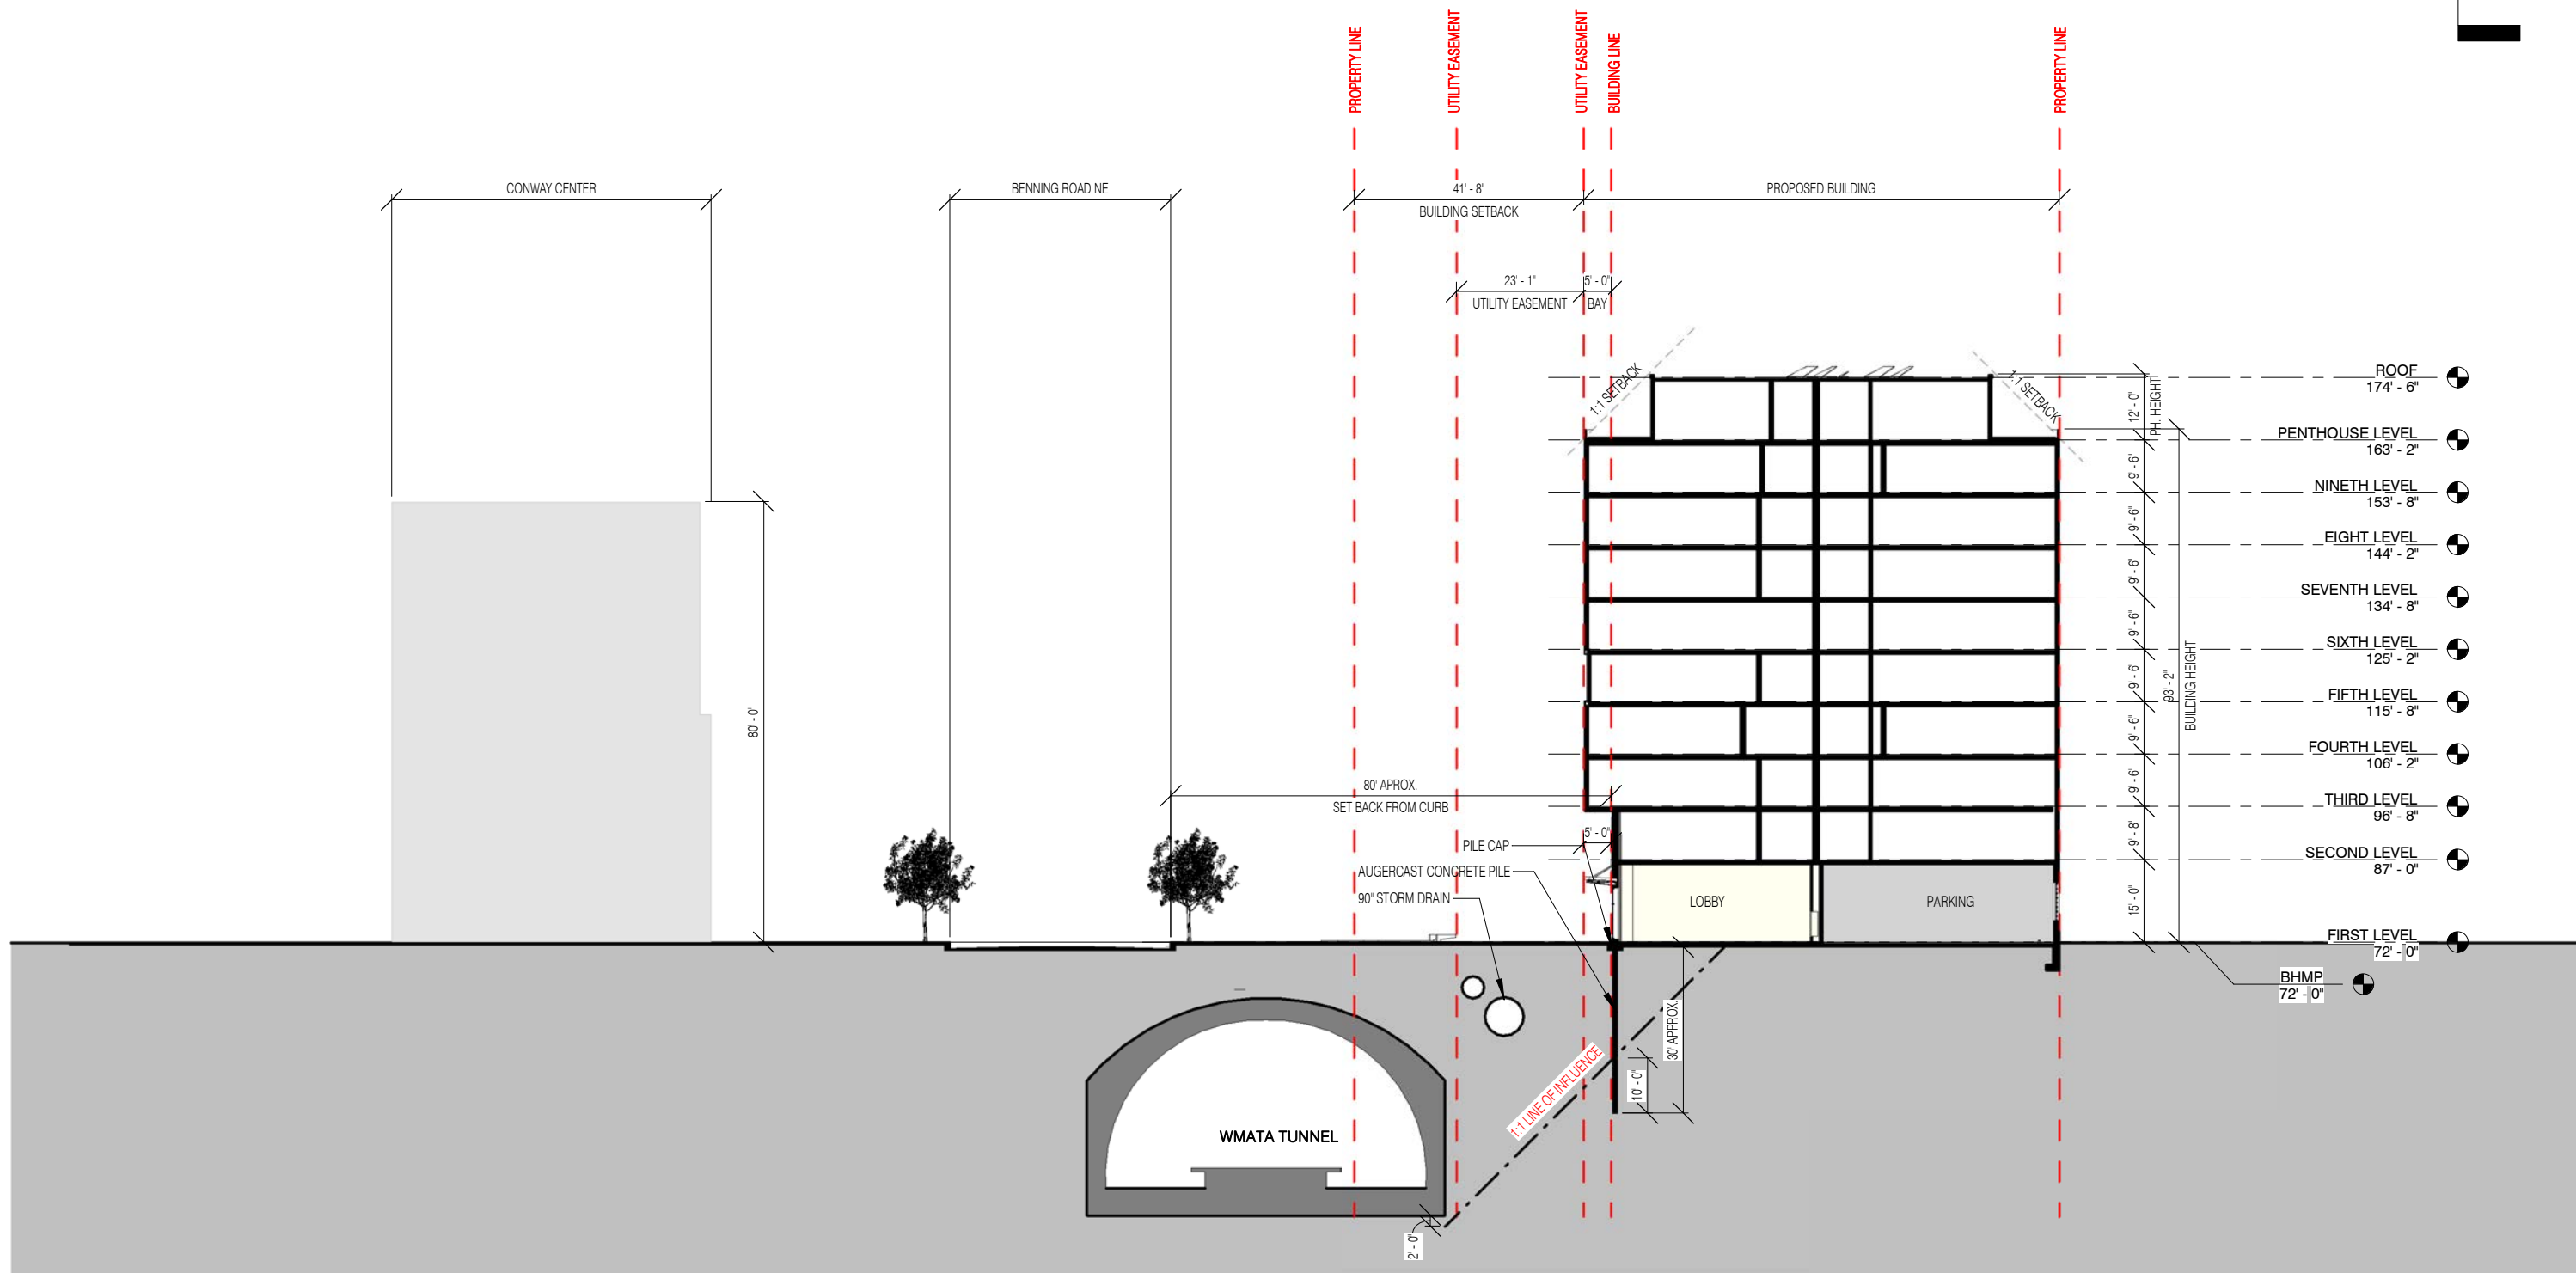 PROPERTY LINE
UTILITY EASEMENT
UTILITY EASEMENT
BUILDING LINE
PROPERTY LINE
CONWAY CENTER
BENNING ROAD NE
41' - 8"
BUILDING SETBACK
PROPOSED BUILDING
23' - 1"
UTILITY EASEMENT
5' - 0"
BAY
1:1 SETBACK
1:1 SETBACK
12' - 0"
PH. HEIGHT
9' - 6"
9' - 6"
9' - 6"
9' - 6"
9' - 6"
9' - 6"
9' - 6"
9' - 8"
15' - 0"
93' - 2"
BUILDING HEIGHT
ROOF
174' - 6"
PENTHOUSE LEVEL
163' - 2"
NINETH LEVEL
153' - 8"
EIGHT LEVEL
144' - 2"
SEVENTH LEVEL
134' - 8"
SIXTH LEVEL
125' - 2"
FIFTH LEVEL
115' - 8"
FOURTH LEVEL
106' - 2"
THIRD LEVEL
96' - 8"
SECOND LEVEL
87' - 0"
FIRST LEVEL
72' - 0"
BHMP
72' - 0"
80' - 0"
80' APROX.
SET BACK FROM CURB
5' - 0"
PILE CAP
AUGERCAST CONCRETE PILE
90" STORM DRAIN
LOBBY
PARKING
30' APPROX.
10' - 0"
1:1 LINE OF INFLUENCE
WMATA TUNNEL
2' - 0"